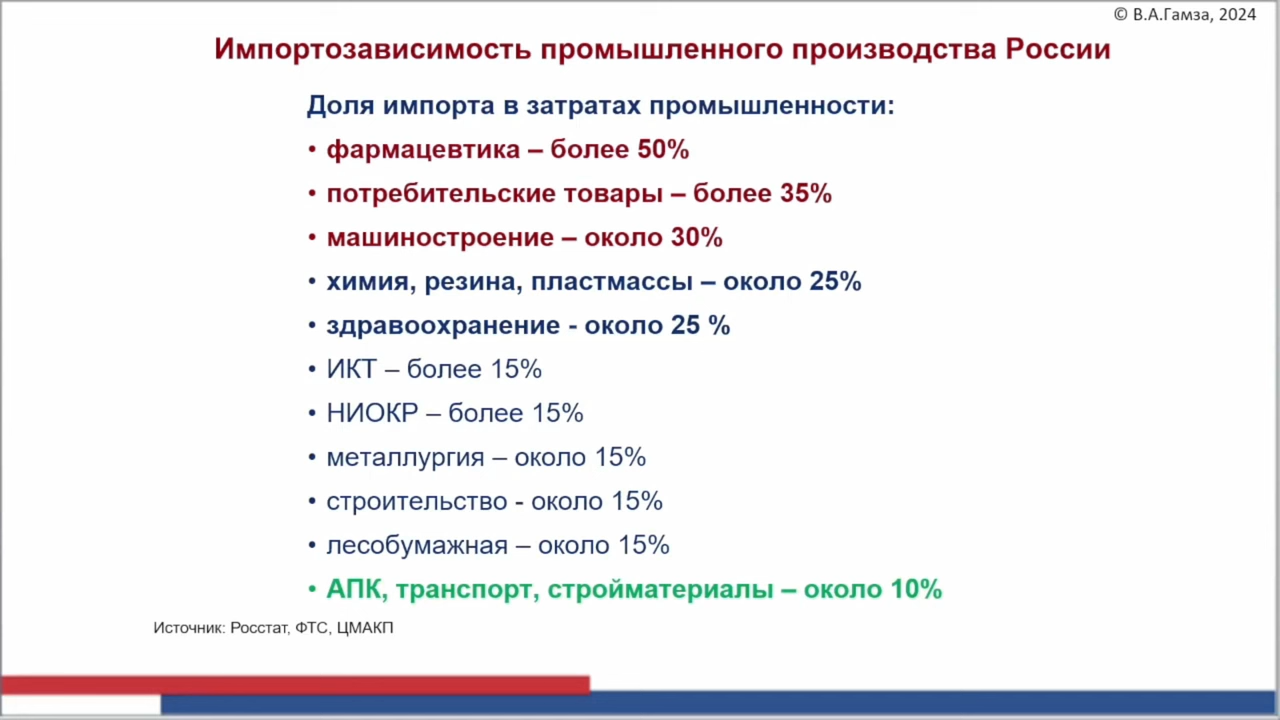 © В.А.Гамза, 2024
Импортозависимость промышленного производства России
Доля импорта в затратах промышленности:
• фармацевтика – более 50%
• потребительские товары – более 35%
• машиностроение – около 30%
• химия, резина, пластмассы – около 25%
• здравоохранение - около 25 %
• ИКТ – более 15%
• НИОКР – более 15%
• металлургия – около 15%
• строительство - около 15%
• лесобумажная – около 15%
• АПК, транспорт, стройматериалы – около 10%
Источник: Росстат, ФТС, ЦМАКП